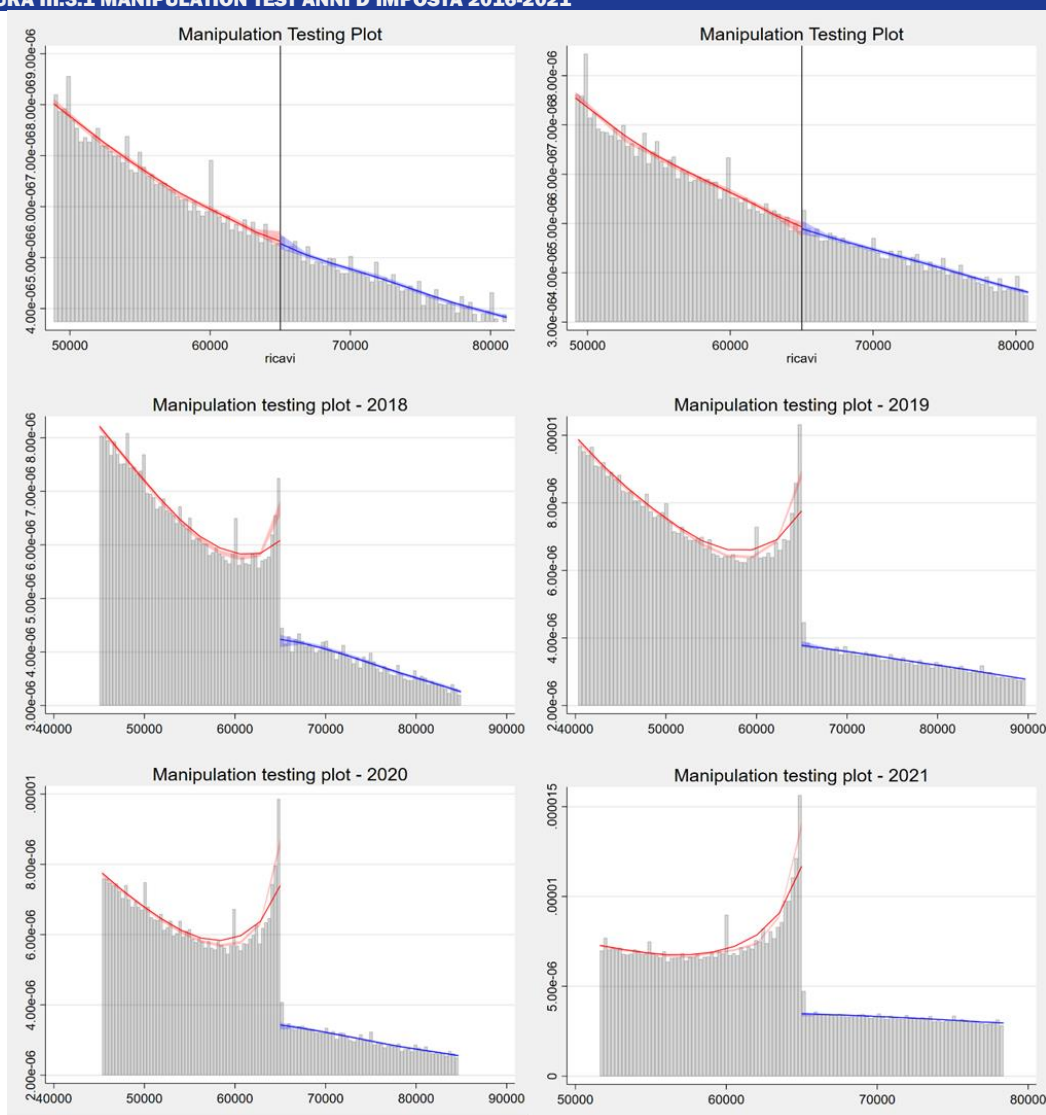 URA III.3.1 MANIPULATION TEST ANNI D'IMPOSTA 2016-2021
Manipulation Testing Plot
4.00e-06 5.00e-06 6.00e-06 7.00e-06 8.00e-06 9.00e-06
50000 60000 70000 80000
ricavi
Manipulation Testing Plot
3.00e-06 4.00e-06 5.00e-06 6.00e-06 7.00e-06 8.00e-06
50000 60000 70000 80000
ricavi
Manipulation testing plot - 2018
3.00e-06 4.00e-06 5.00e-06 6.00e-06 7.00e-06 8.00e-06
40000 50000 60000 70000 80000 90000
Manipulation testing plot - 2019
2.00e-06 4.00e-06 6.00e-06 8.00e-06 .00001
40000 50000 60000 70000 80000 90000
Manipulation testing plot - 2020
2.00e-06 4.00e-06 6.00e-06 8.00e-06 .00001
40000 50000 60000 70000 80000 90000
Manipulation testing plot - 2021
0 5.00e-06 .00001 .000015
50000 60000 70000 80000